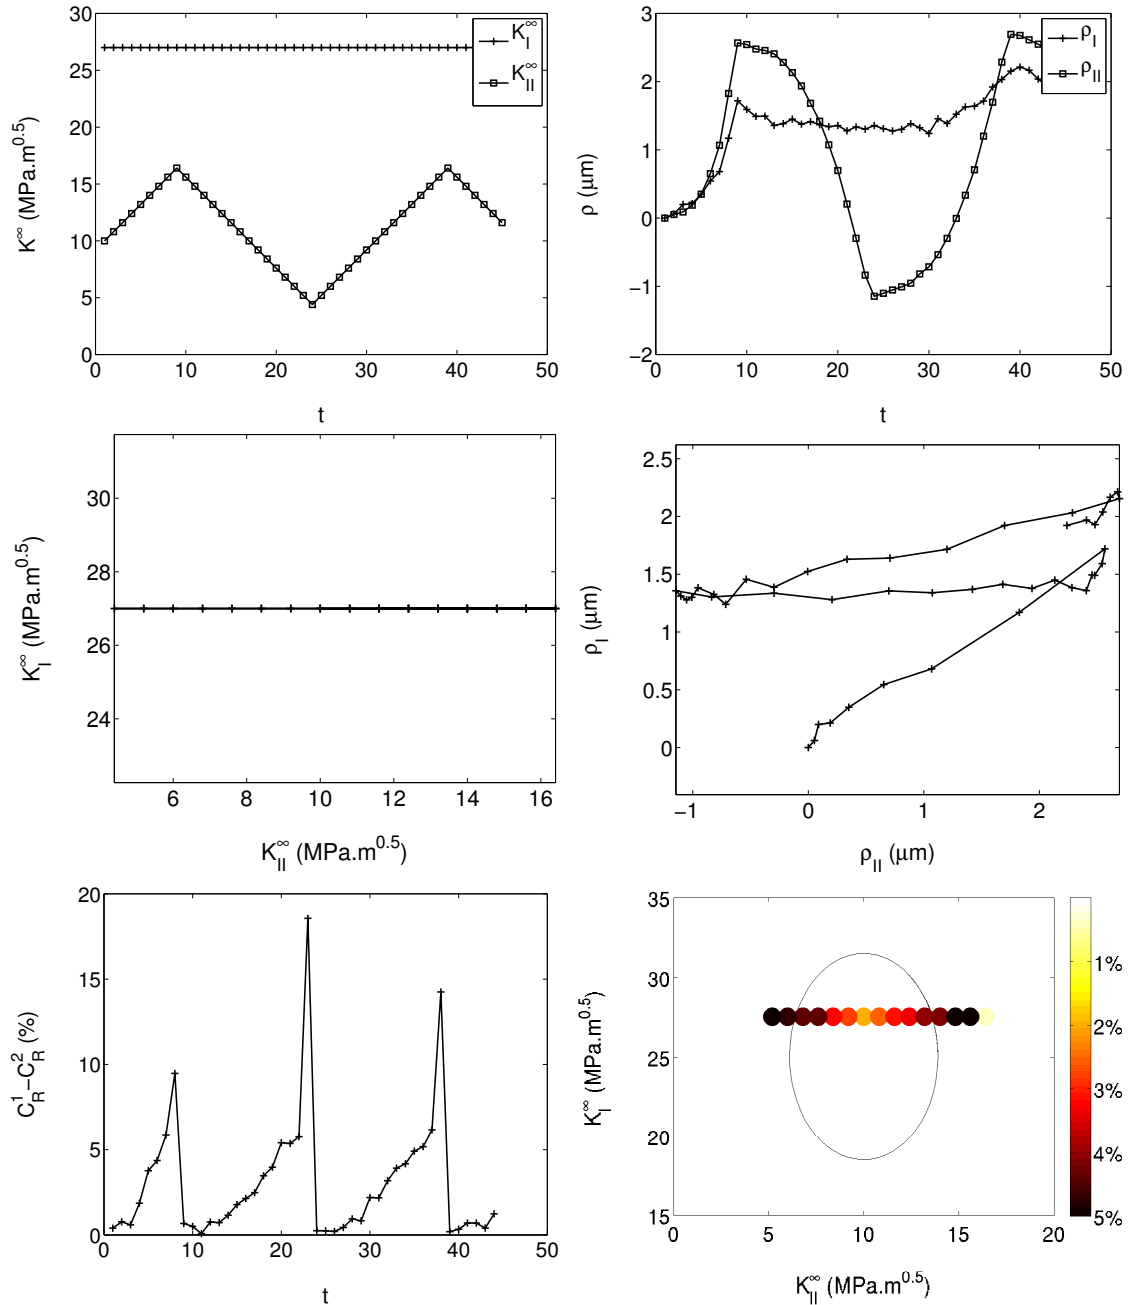 30
25
20
15
10
5
0
0 10 20 30 40 50
K∞ (MPa.m0.5)
t
K∞I
K∞II
3
2
1
0
−1
−2
0 10 20 30 40 50
ρ (μm)
t
ρI
ρII
30
28
26
24
6 8 10 12 14 16
K∞I (MPa.m0.5)
K∞II (MPa.m0.5)
2.5
2
1.5
1
0.5
0
−1 0 1 2
ρI (μm)
ρII (μm)
20
15
10
5
0
0 10 20 30 40 50
C1R−C2R (%)
t
35
30
25
20
15
0 5 10 15 20
K∞I (MPa.m0.5)
K∞II (MPa.m0.5)
1%
2%
3%
4%
5%